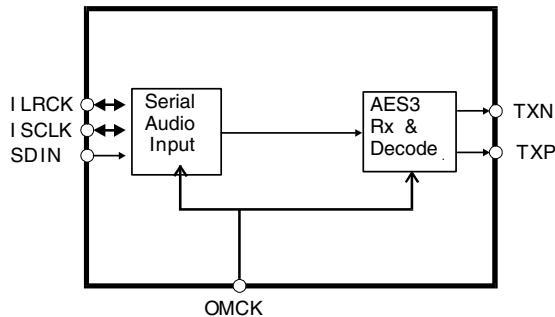 ILRCK
ISCLK
SDIN
Serial
Audio
Input
AES3
Rx &
Decode
TXN
TXP
OMCK